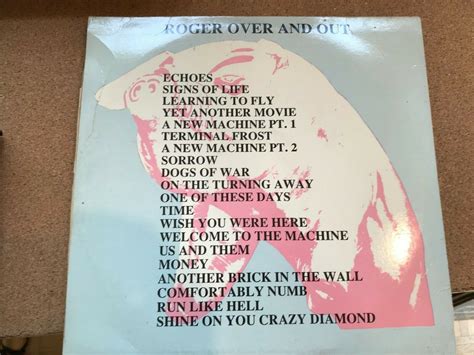 ROGER OVER AND OUT
ECHOES
SIGNS OF LIFE
LEARNING TO FLY
YET ANOTHER MOVIE
A NEW MACHINE PT. 1
TERMINAL FROST
A NEW MACHINE PT. 2
SORROW
DOGS OF WAR
ON THE TURNING AWAY
ONE OF THESE DAYS
TIME
WISH YOU WERE HERE
WELCOME TO THE MACHINE
US AND THEM
MONEY
ANOTHER BRICK IN THE WALL
COMFORTABLY NUMB
RUN LIKE HELL
SHINE ON YOU CRAZY DIAMOND